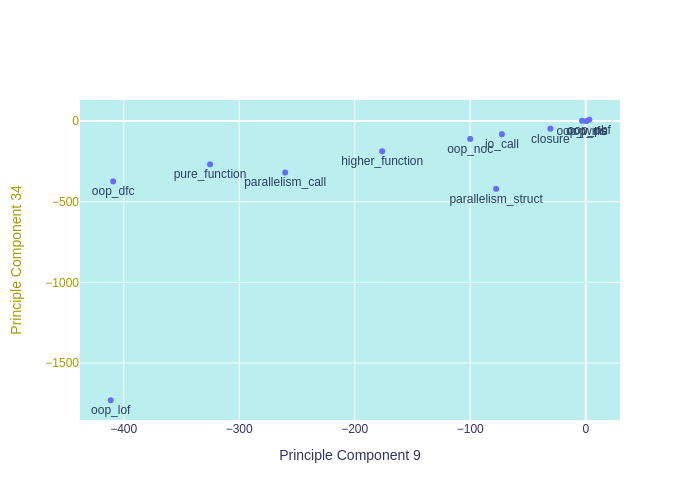 0
−500
−1000
−1500
−400
−300
−200
−100
0
Principle Component 34
Principle Component 9
closure
oop_noc
io_call
higher_function
pure_function
parallelism_call
oop_dfc
parallelism_struct
oop_lof